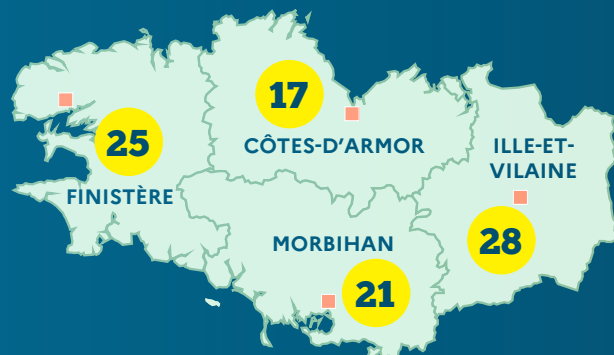 17
CÔTES-D’ARMOR
25
FINISTÈRE
ILLE-ET-
VILAINE
28
MORBIHAN
21